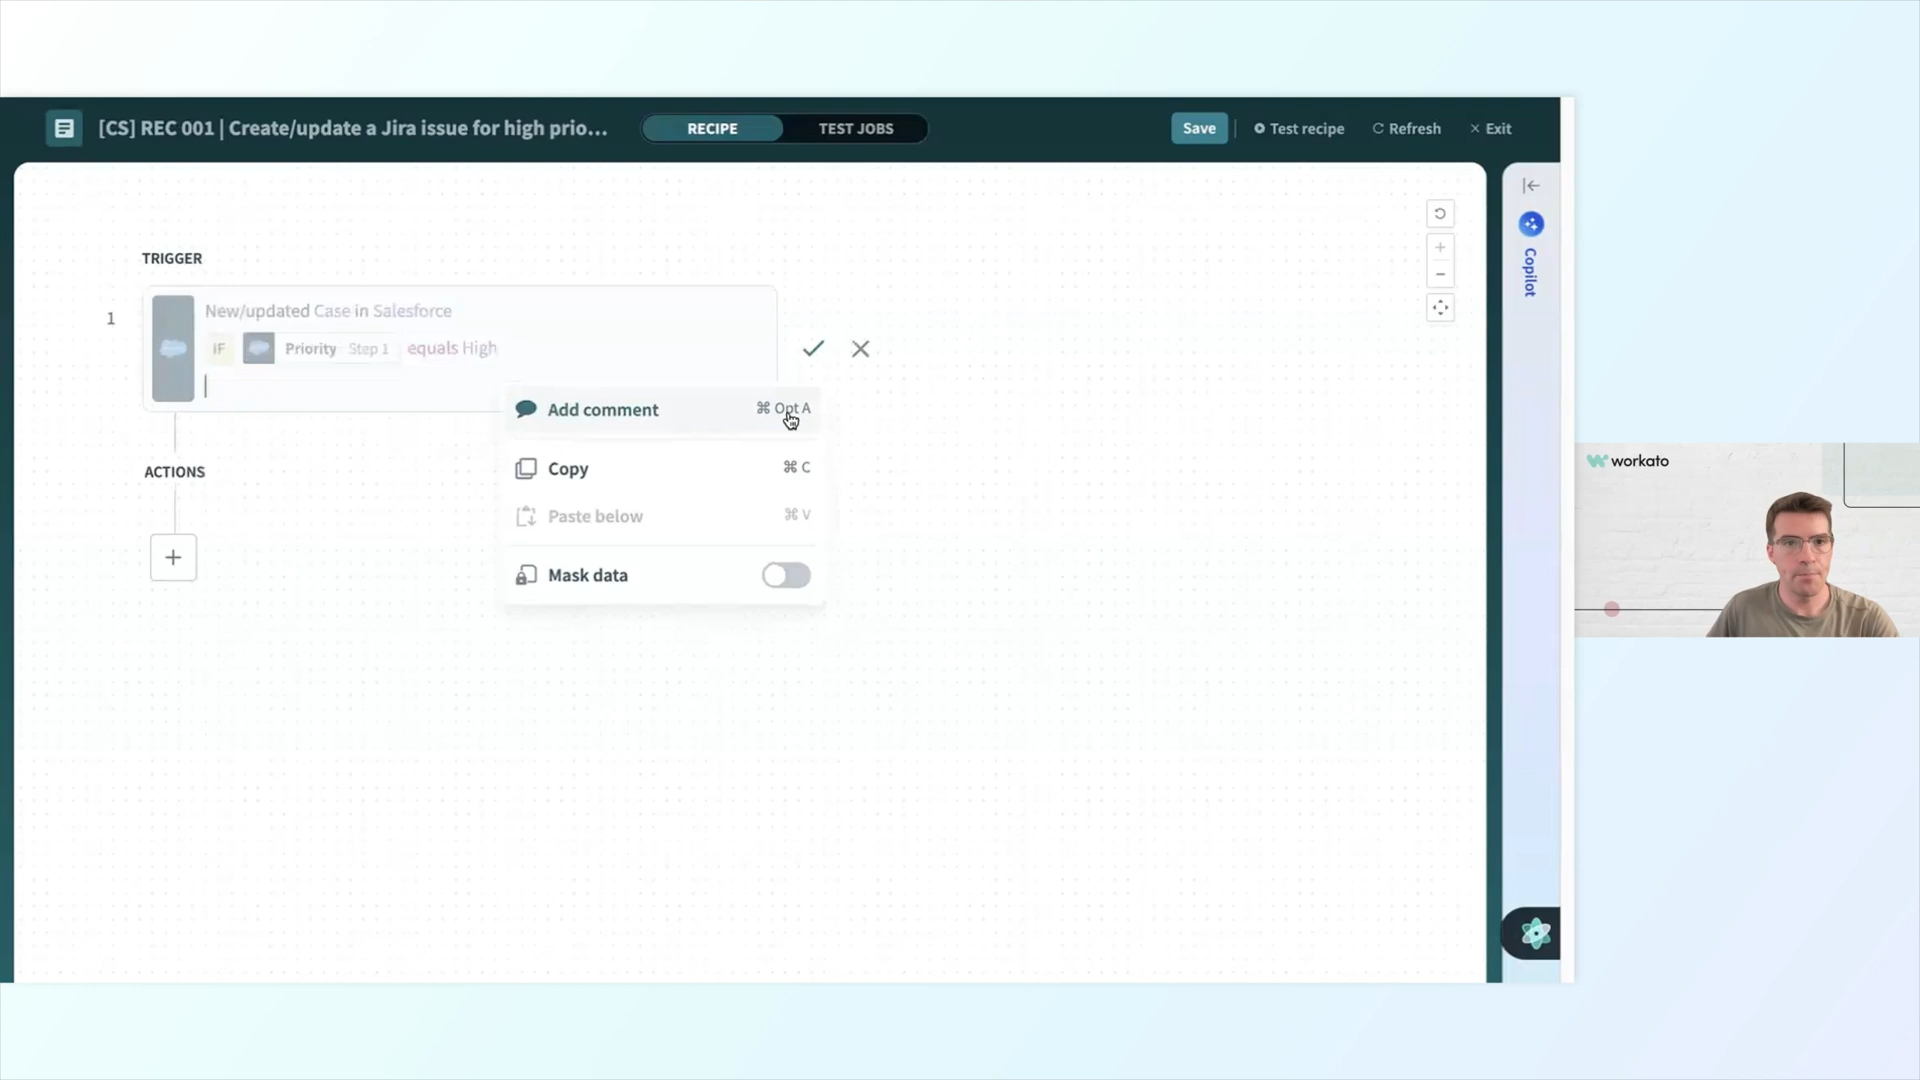 [CS] REC 001 | Create/update a Jira issue for high prio...
RECIPE
TEST JOBS
Save
Test recipe
Refresh
Exit
TRIGGER
1
New/updated Case in Salesforce
IF Priority Step 1 equals High
Add comment ⌘ Opt A
Copy ⌘ C
Paste below ⌘ V
Mask data
ACTIONS
Copilot
workato